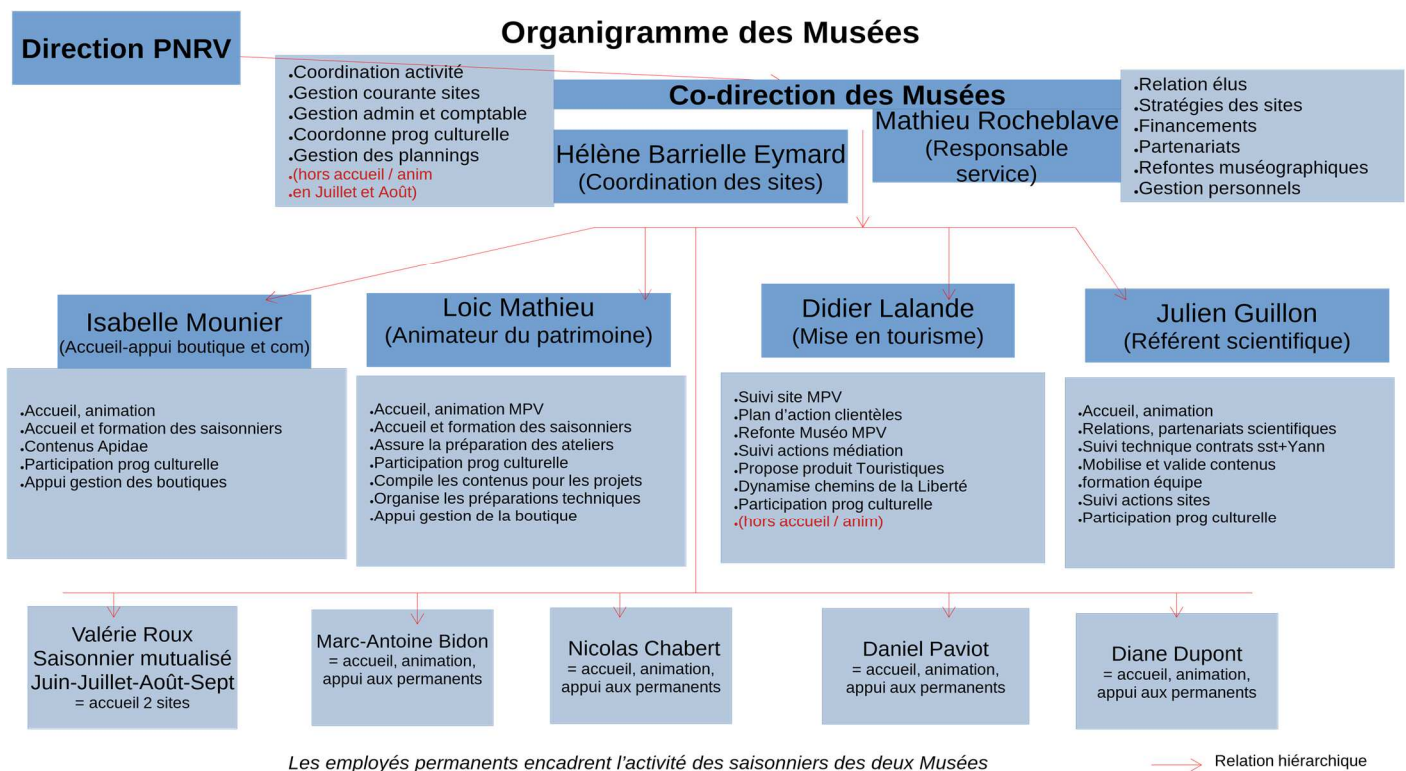 Organigramme des Musées
Direction PNRV
.Coordination activité
.Gestion courante sites
.Gestion admin et comptable
.Coordonne prog culturelle
.Gestion des plannings
.(hors accueil / anim
.en Juillet et Août)
Co-direction des Musées
Hélène Barrielle Eymard
(Coordination des sites)
Mathieu Rocheblave
(Responsable
service)
.Relation élus
.Stratégies des sites
.Financements
.Partenariats
.Refontes muséographiques
.Gestion personnels
Isabelle Mounier
(Accueil-appui boutique et com)
.Accueil, animation
.Accueil et formation des saisonniers
.Contenus Apidae
.Participation prog culturelle
.Appui gestion des boutiques
Loic Mathieu
(Animateur du patrimoine)
.Accueil, animation MPV
.Accueil et formation des saisonniers
.Assure la préparation des ateliers
.Participation prog culturelle
.Compile les contenus pour les projets
.Organise les préparations techniques
.Appui gestion de la boutique
Didier Lalande
(Mise en tourisme)
.Suivi site MPV
.Plan d'action clientèles
.Refonte Muséo MPV
.Suivi actions médiation
.Propose produit Touristiques
.Dynamise chemins de la Liberté
.Participation prog culturelle
.(hors accueil / anim)
Julien Guillon
(Référent scientifique)
.Accueil, animation
.Relations, partenariats scientifiques
.Suivi technique contrats sst+Yann
.Mobilise et valide contenus
.formation équipe
.Suivi actions sites
.Participation prog culturelle
Valérie Roux
Saisonnier mutualisé
Juin-Juillet-Août-Sept
= accueil 2 sites
Marc-Antoine Bidon
= accueil, animation,
appui aux permanents
Nicolas Chabert
= accueil, animation,
appui aux permanents
Daniel Paviot
= accueil, animation,
appui aux permanents
Diane Dupont
= accueil, animation,
appui aux permanents
Les employés permanents encadrent l'activité des saisonniers des deux Musées
Relation hiérarchique